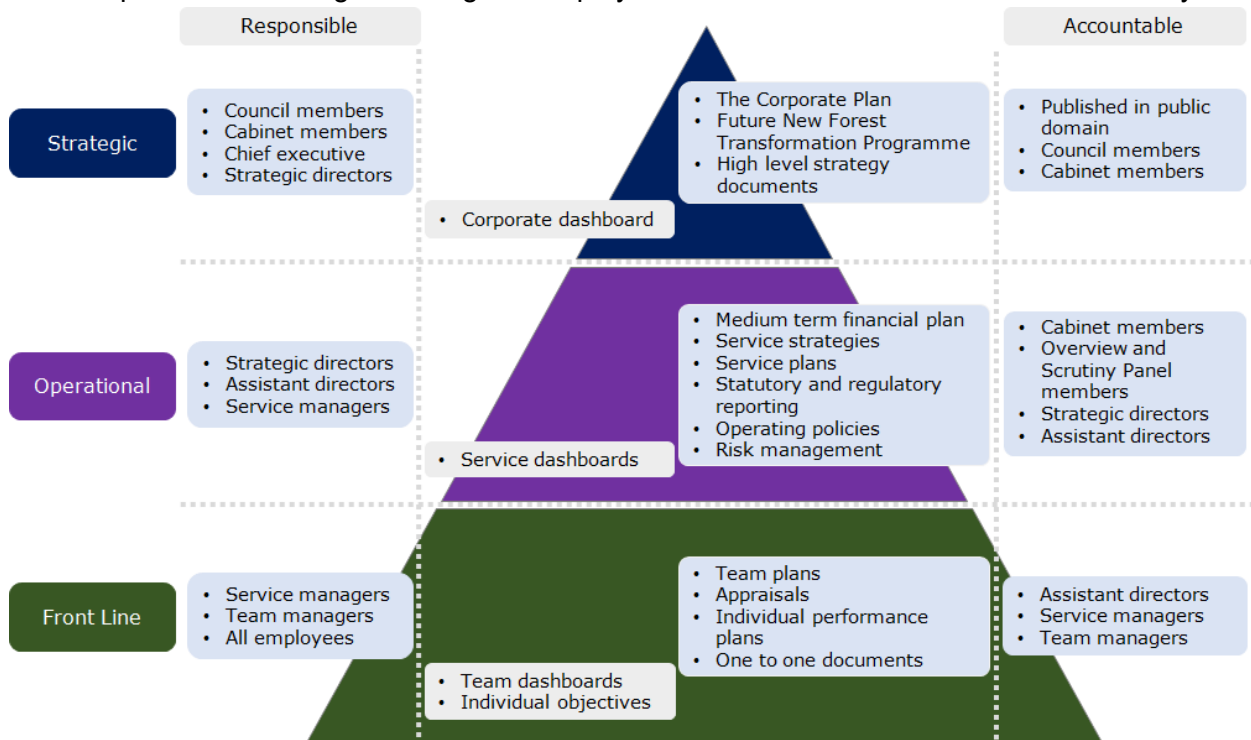 Responsible
Accountable
Strategic
• Council members
• Cabinet members
• Chief executive
• Strategic directors
• Corporate dashboard
• The Corporate Plan
• Future New Forest
Transformation Programme
• High level strategy
documents
• Published in public
domain
• Council members
• Cabinet members
Operational
• Strategic directors
• Assistant directors
• Service managers
• Service dashboards
• Medium term financial plan
• Service strategies
• Service plans
• Statutory and regulatory
reporting
• Operating policies
• Risk management
• Cabinet members
• Overview and
Scrutiny Panel
members
• Strategic directors
• Assistant directors
Front Line
• Service managers
• Team managers
• All employees
• Team dashboards
• Individual objectives
• Team plans
• Appraisals
• Individual performance
plans
• One to one documents
• Assistant directors
• Service managers
• Team managers